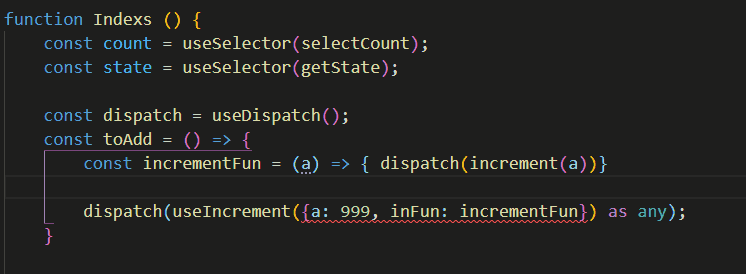 function Indexs () {
    const count = useSelector(selectCount);
    const state = useSelector(getState);
    const dispatch = useDispatch();
    const toAdd = () => {
        const incrementFun = (a) => { dispatch(increment(a))}
        dispatch(useIncrement({a: 999, inFun: incrementFun}) as any);
    }